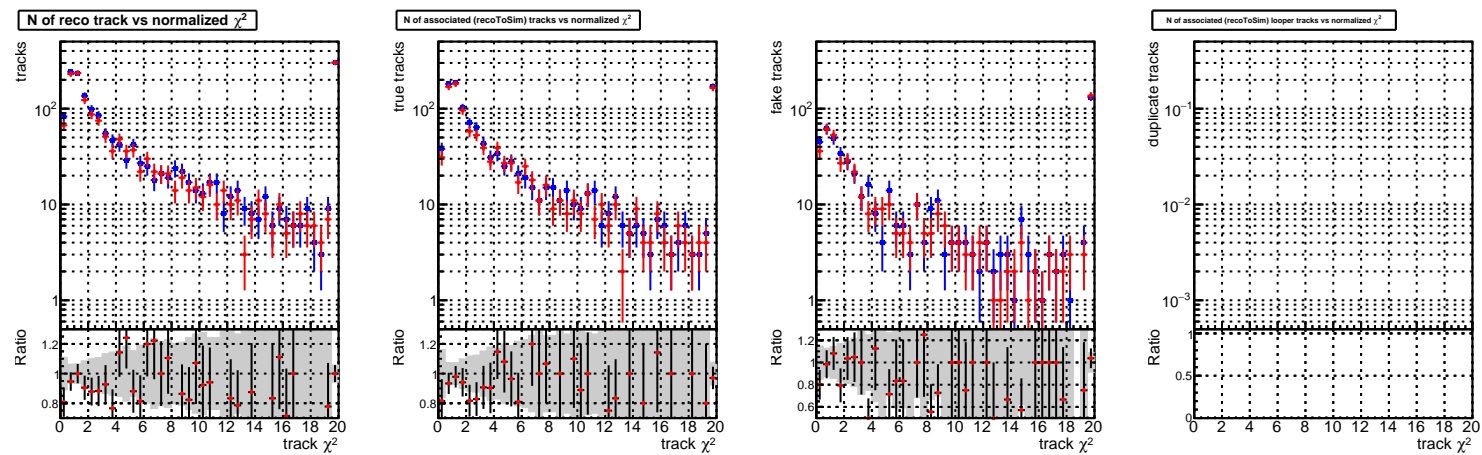 N of reco track vs normalized χ²
tracks
10²
10
1
Ratio
1.2
1
0.8
0 2 4 6 8 10 12 14 16 18 20
track χ²
N of associated (recoToSim) tracks vs normalized χ²
true tracks
10²
10
1
Ratio
1.2
1
0.8
0 2 4 6 8 10 12 14 16 18 20
track χ²
fake tracks
10²
10
1
Ratio
1.2
1
0.8
0.6
0 2 4 6 8 10 12 14 16 18 20
track χ²
N of associated (recoToSim) looper tracks vs normalized χ²
duplicate tracks
10⁻¹
10⁻²
10⁻³
Ratio
1
0.5
0
0 2 4 6 8 10 12 14 16 18 20
track χ²